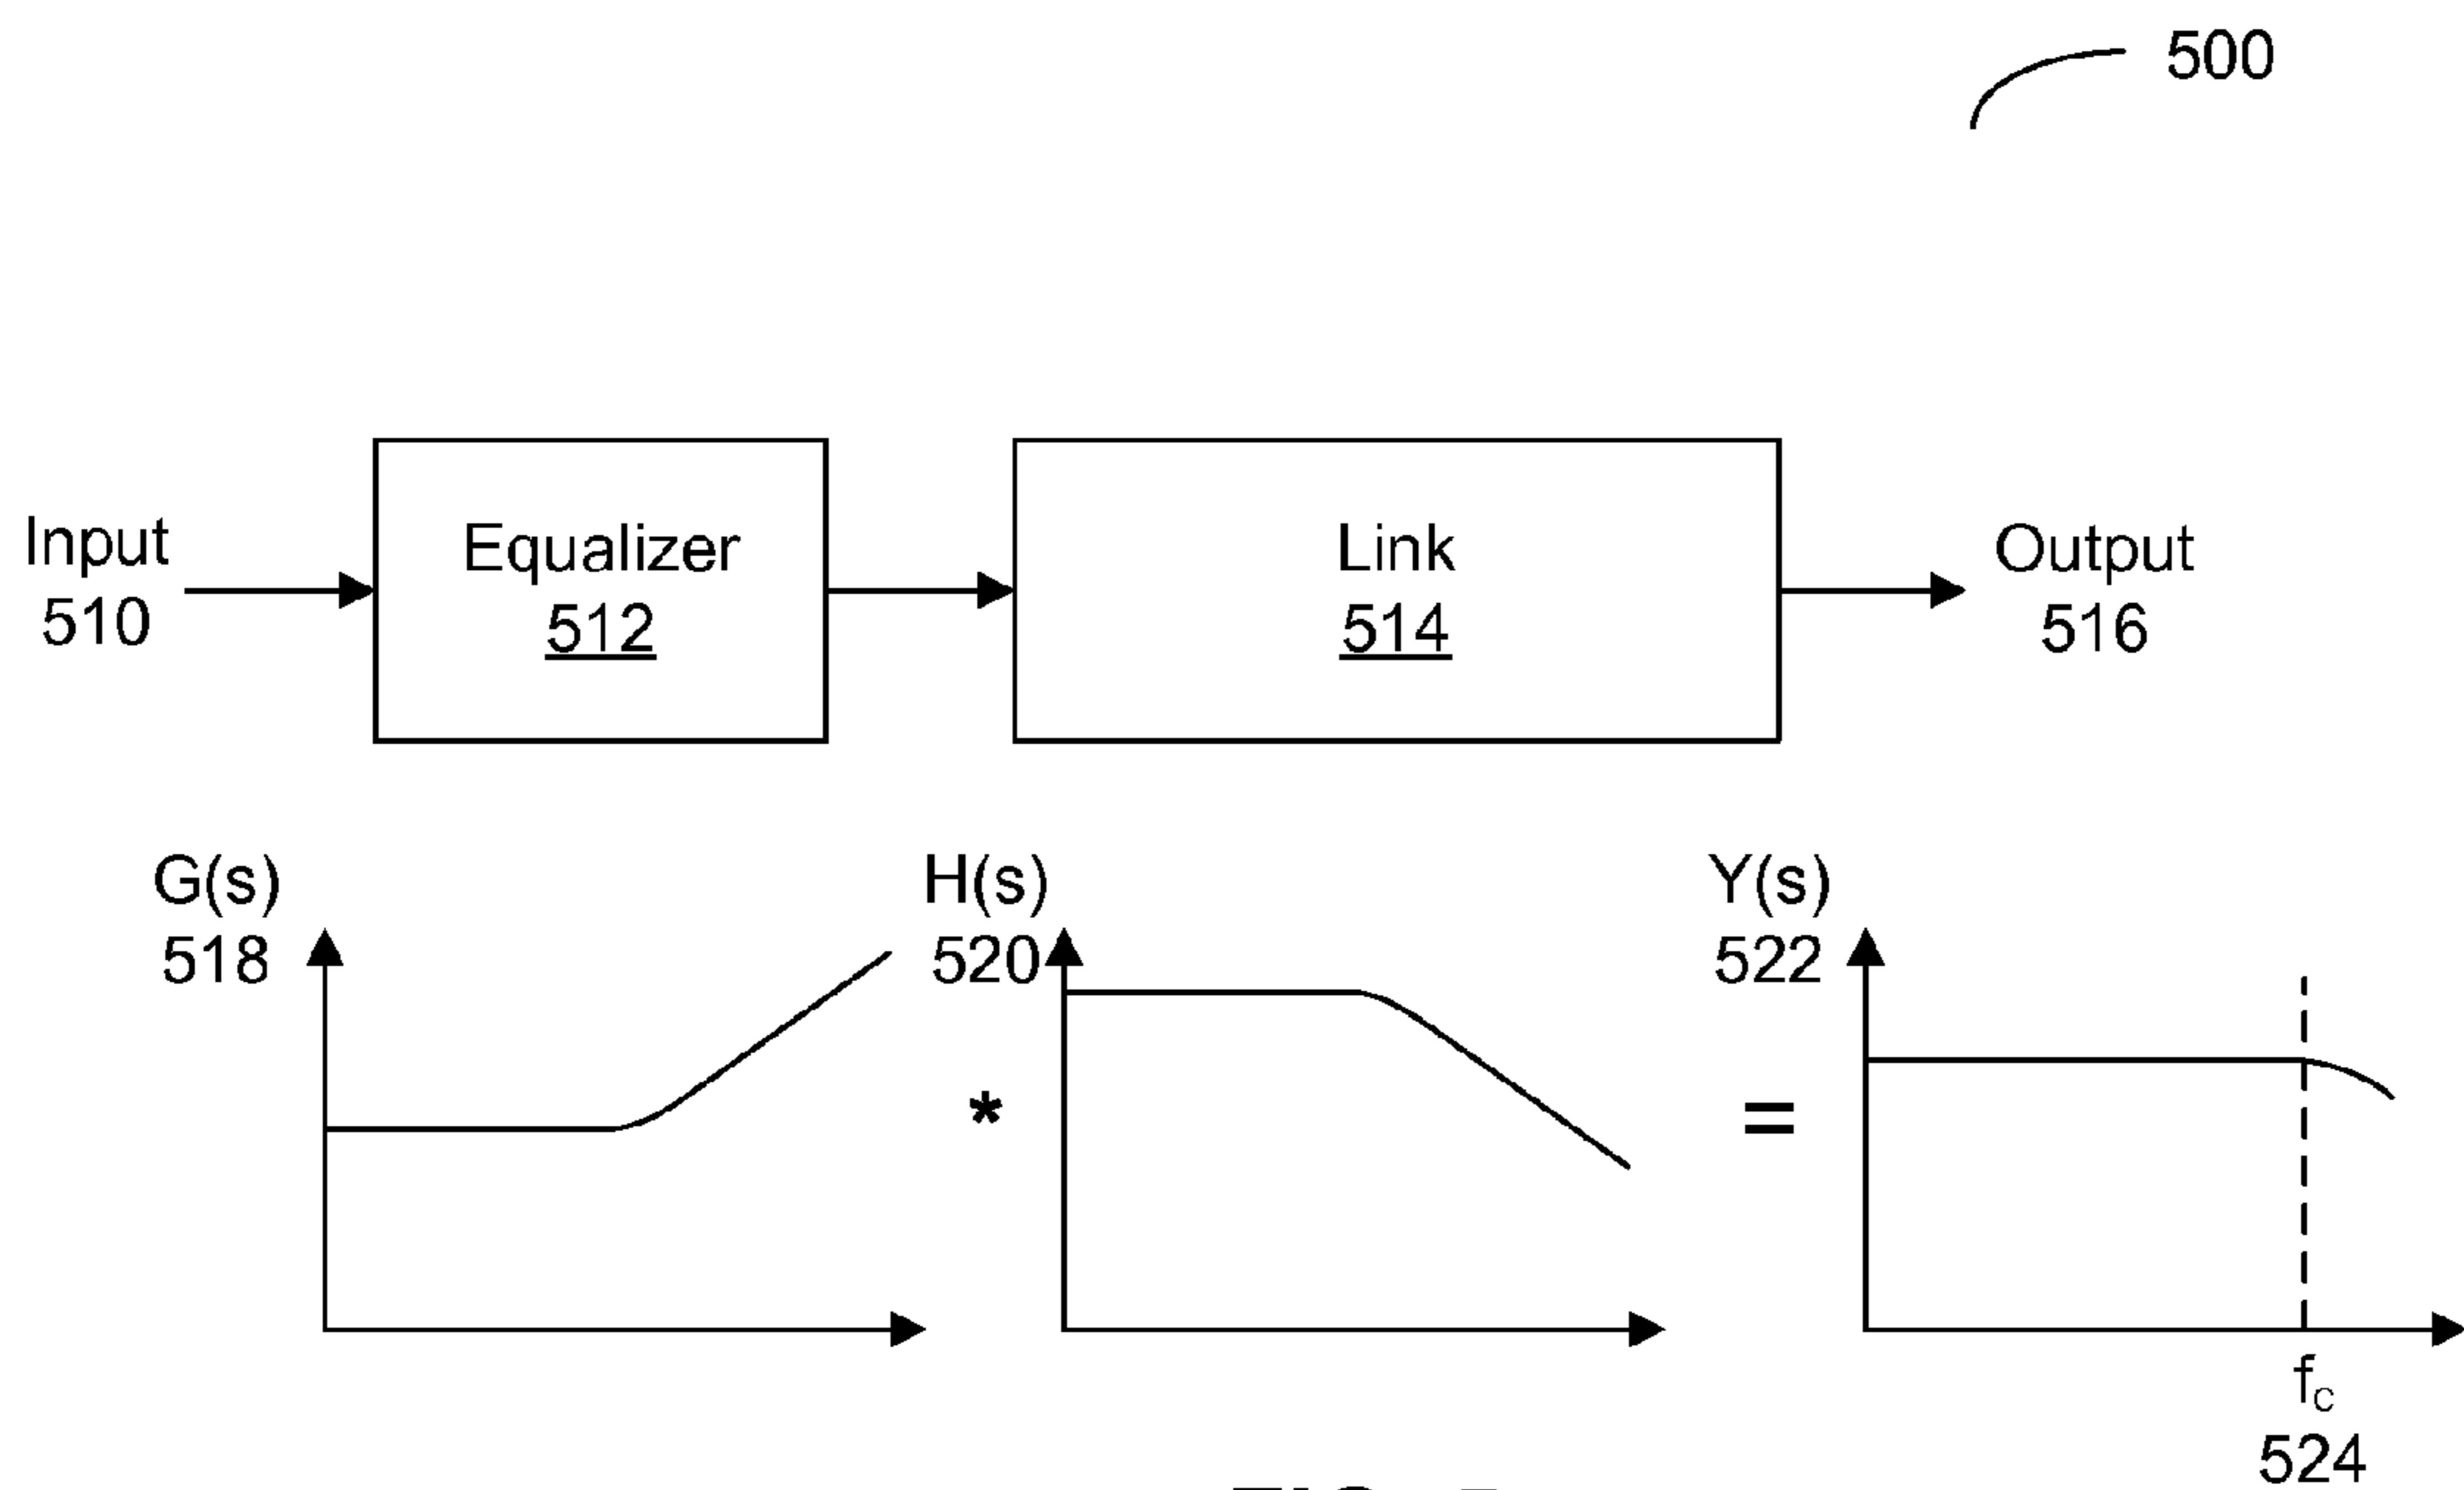 500
Input
510
Equalizer
512
Link
514
Output
516
G(s)
518
H(s)
520
Y(s)
522
*
=
fc
524